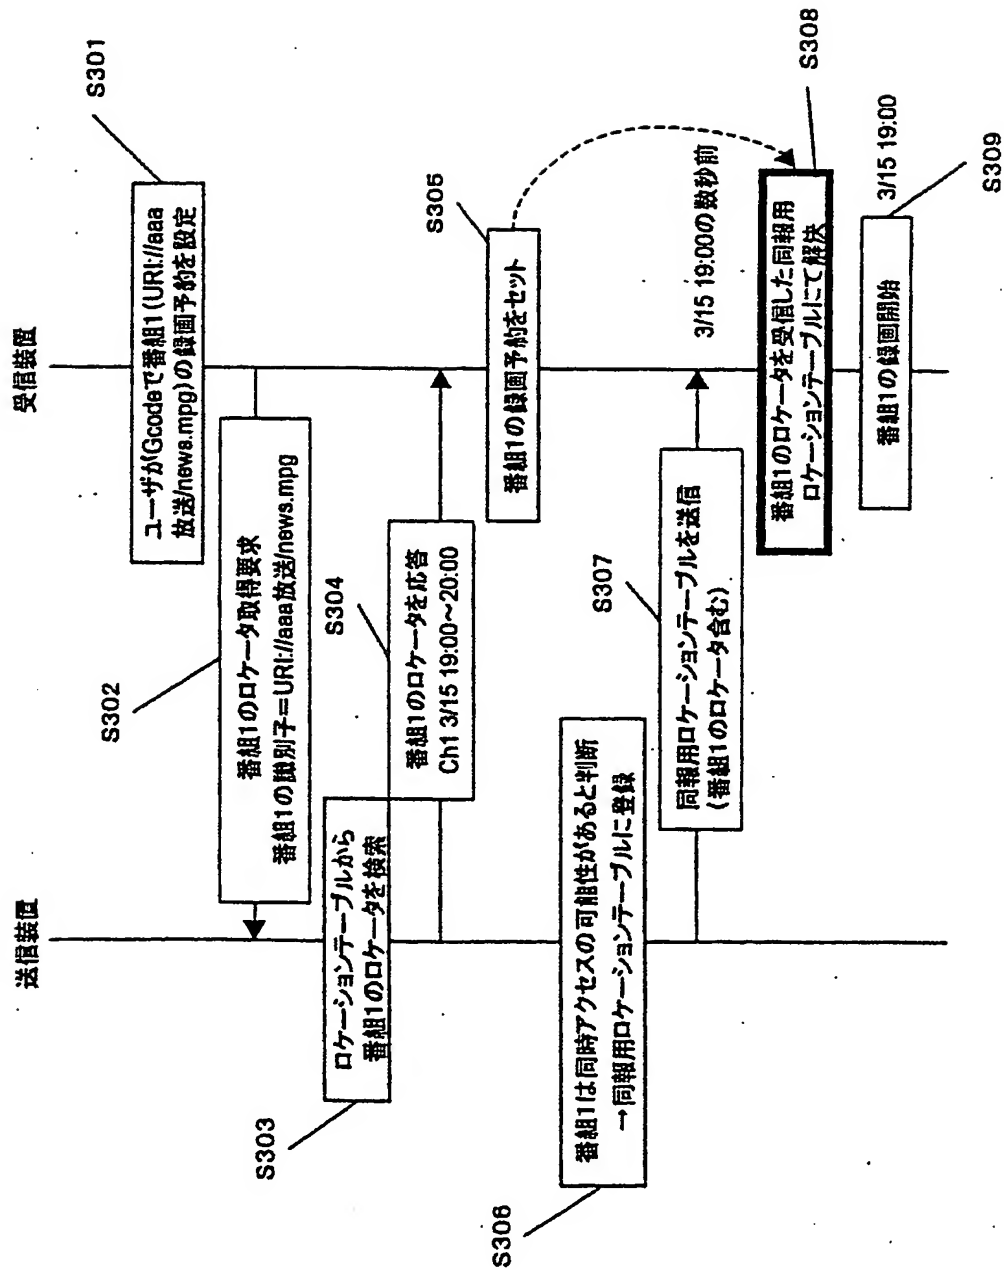 送信装置
受信装置
S301
ユーザがGcodeで番組1(URI://aaa
放送/news.mpg)の録画予約を設定
S302
番組1のロケータ取得要求
番組1の識別子=URI://aaa放送/news.mpg
S303
ロケーションテーブルから
番組1のロケータを検索
S304
番組1のロケータを応答
Ch1 3/15 19:00~20:00
S305
番組1の録画予約をセット
S306
番組1は同時アクセスの可能性があると判断
→同報用ロケーションテーブルに登録
S307
同報用ロケーションテーブルを送信
(番組1のロケータ含む)
3/15 19:00の数秒前
S308
番組1のロケータを受信した同報用
ロケーションテーブルにて解決
番組1の録画開始
3/15 19:00
S309